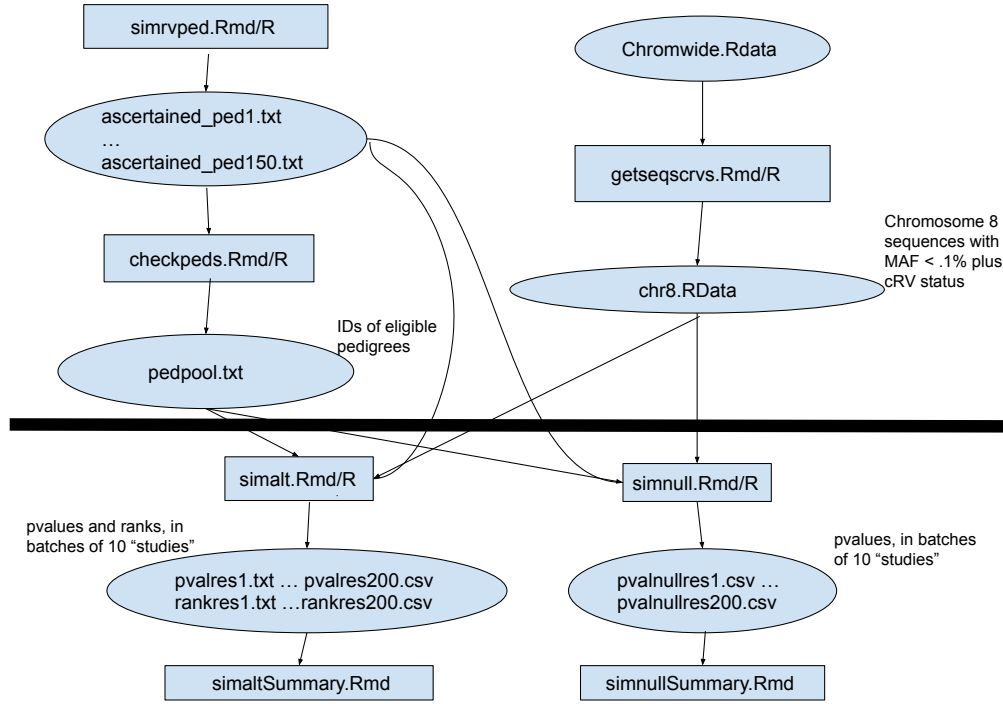 simrvped.Rmd/R
Chromwide.Rdata
ascertained_ped1.txt
...
ascertained_ped150.txt
getseqscrvs.Rmd/R
Chromosome 8
sequences with
MAF < .1% plus
cRV status
checkpeds.Rmd/R
chr8.RData
IDs of eligible
pedigrees
pedpool.txt
simalt.Rmd/R
simnull.Rmd/R
pvalues and ranks, in
batches of 10 “studies”
pvalues, in batches
of 10 “studies”
pvalres1.txt … pvalres200.csv
rankres1.txt …rankres200.csv
pvalnullres1.csv …
pvalnullres200.csv
simaltSummary.Rmd
simnullSummary.Rmd